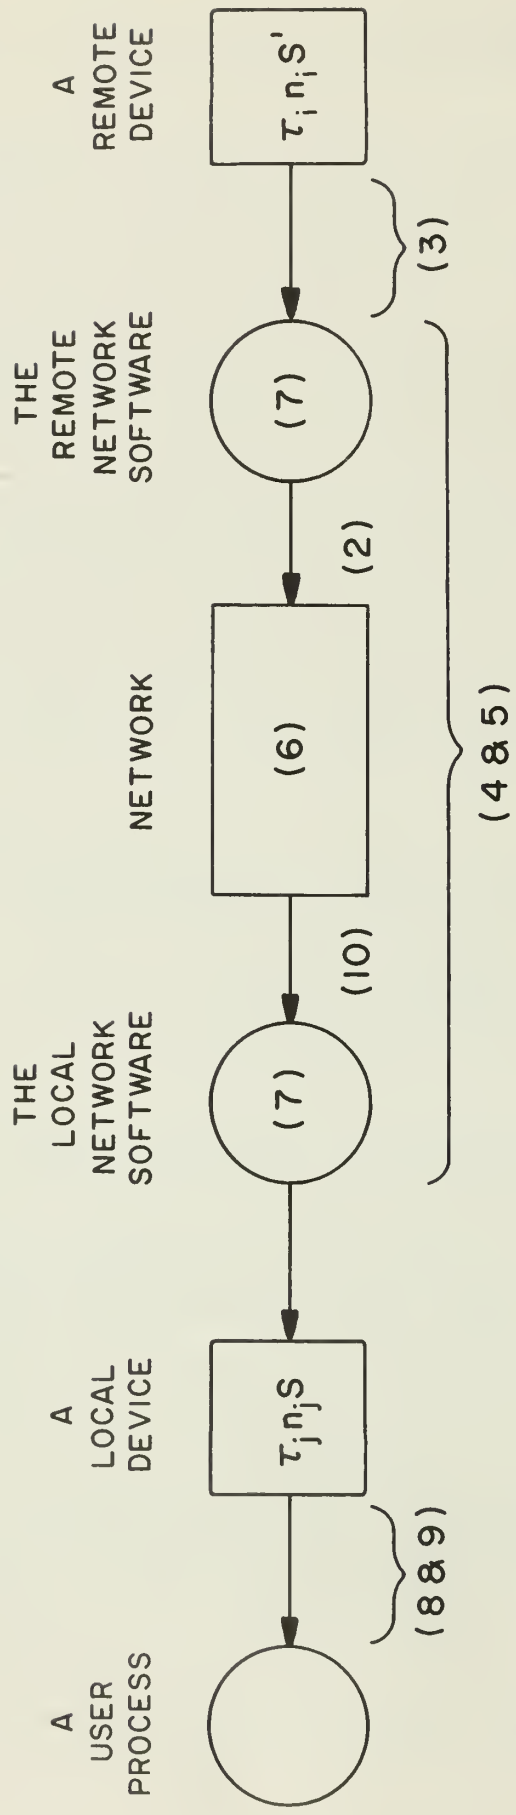 A
USER
PROCESS
A
LOCAL
DEVICE
THE
LOCAL
NETWORK
SOFTWARE
NETWORK
THE
REMOTE
NETWORK
SOFTWARE
A
REMOTE
DEVICE
τⱼ nⱼ S
(7)
(6)
(7)
τᵢ nᵢ S'
(10)
(2)
(8 & 9)
(3)
(4 & 5)